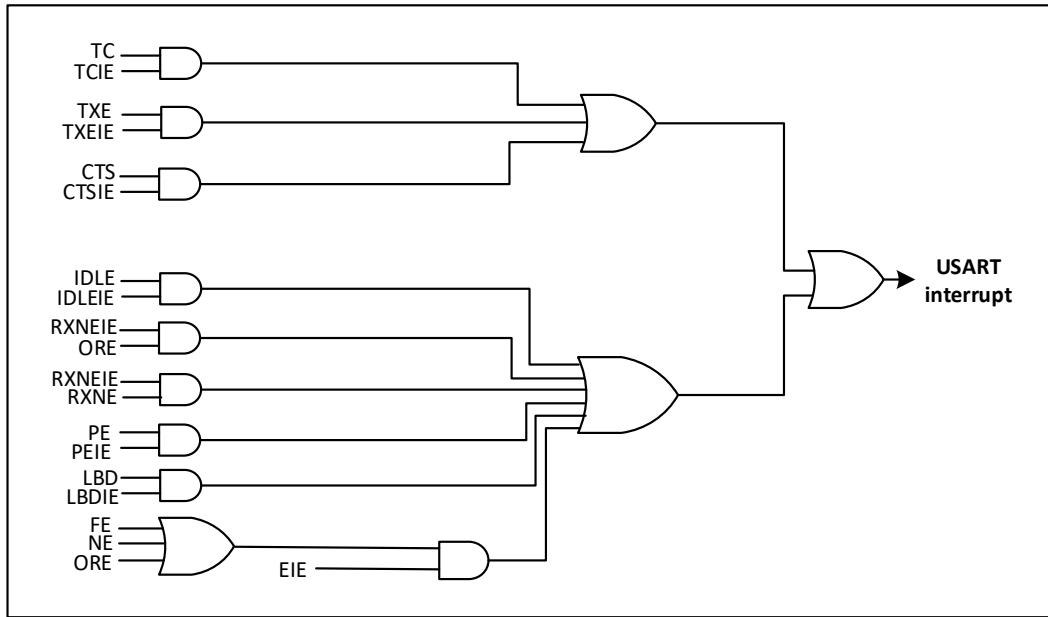 TC
TCIE
TXE
TXEIE
CTS
CTSIE
IDLE
IDLEIE
RXNEIE
ORE
RXNEIE
RXNE
PE
PEIE
LBD
LBDIE
FE
NE
ORE
EIE
USART
interrupt